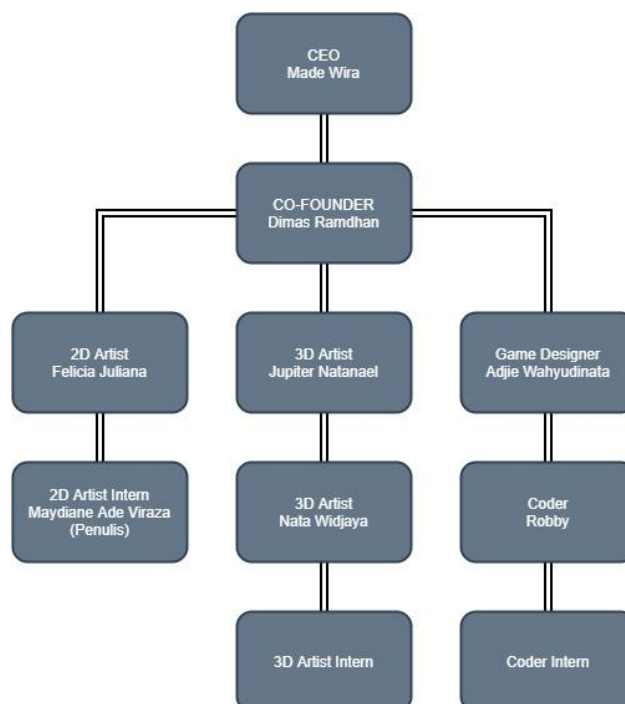 CEO
Made Wira
CO-FOUNDER
Dimas Ramdhan
2D Artist
Felicia Juliana
3D Artist
Jupiter Natanael
Game Designer
Adjie Wahyudinata
2D Artist Intern
Maydiane Ade Viraza
(Penulis)
3D Artist
Nata Widjaya
Coder
Robby
3D Artist Intern
Coder Intern